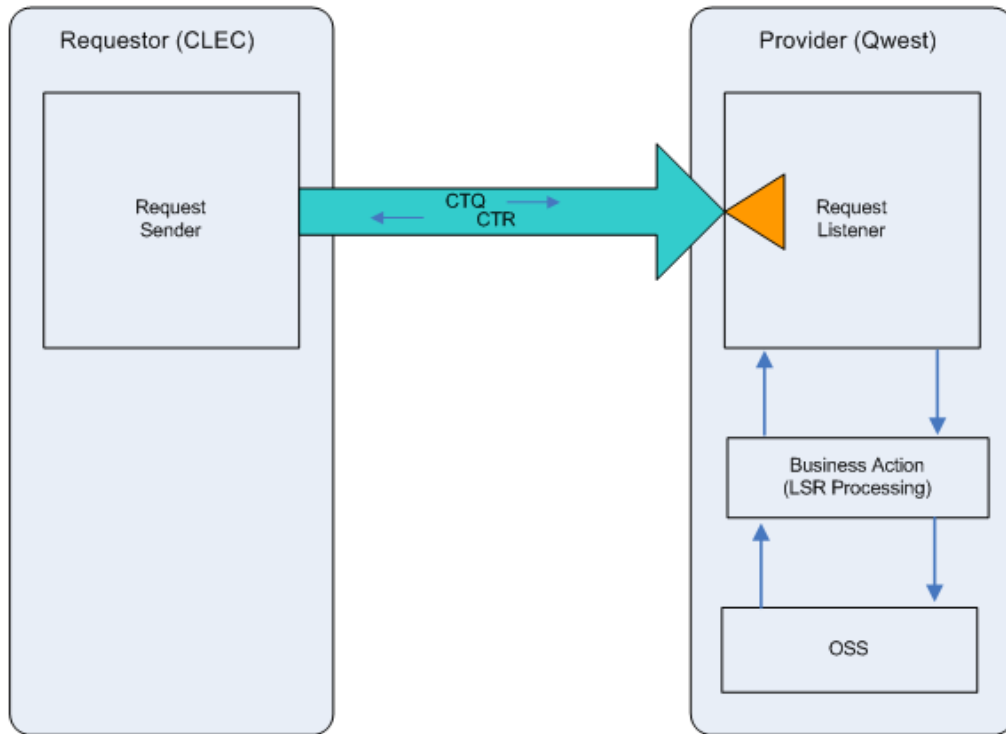 Requestor (CLEC)
Request
Sender
CTQ
CTR
Provider (Qwest)
Request
Listener
Business Action
(LSR Processing)
OSS